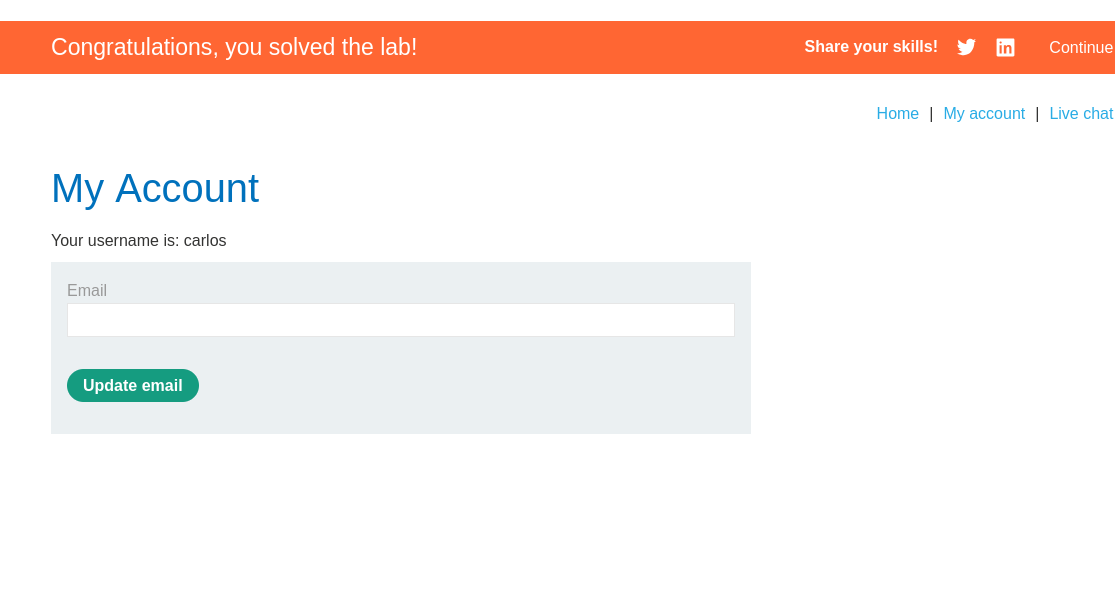 Congratulations, you solved the lab!
Share your skills!
Continue
Home | My account | Live chat
My Account
Your username is: carlos
Email
Update email